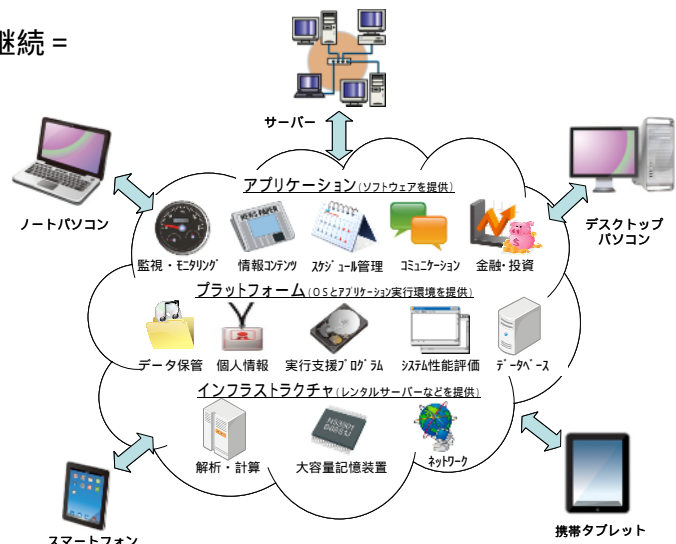 継続 =
サーバー
ノートパソコン
デスクトップ
パソコン
アプリケーション(ソフトウェアを提供)
NEWS PAPER
監視・モニタリング
情報コンテンツ
スケジュール管理
コミュニケーション
金融・投資
プラットフォーム(OSとアプリケーション実行環境を提供)
データ保管
個人情報
実行支援プログラム
システム性能評価
データベース
インフラストラクチャ(レンタルサーバーなどを提供)
解析・計算
大容量記憶装置
ネットワーク
スマートフォン
携帯タブレット